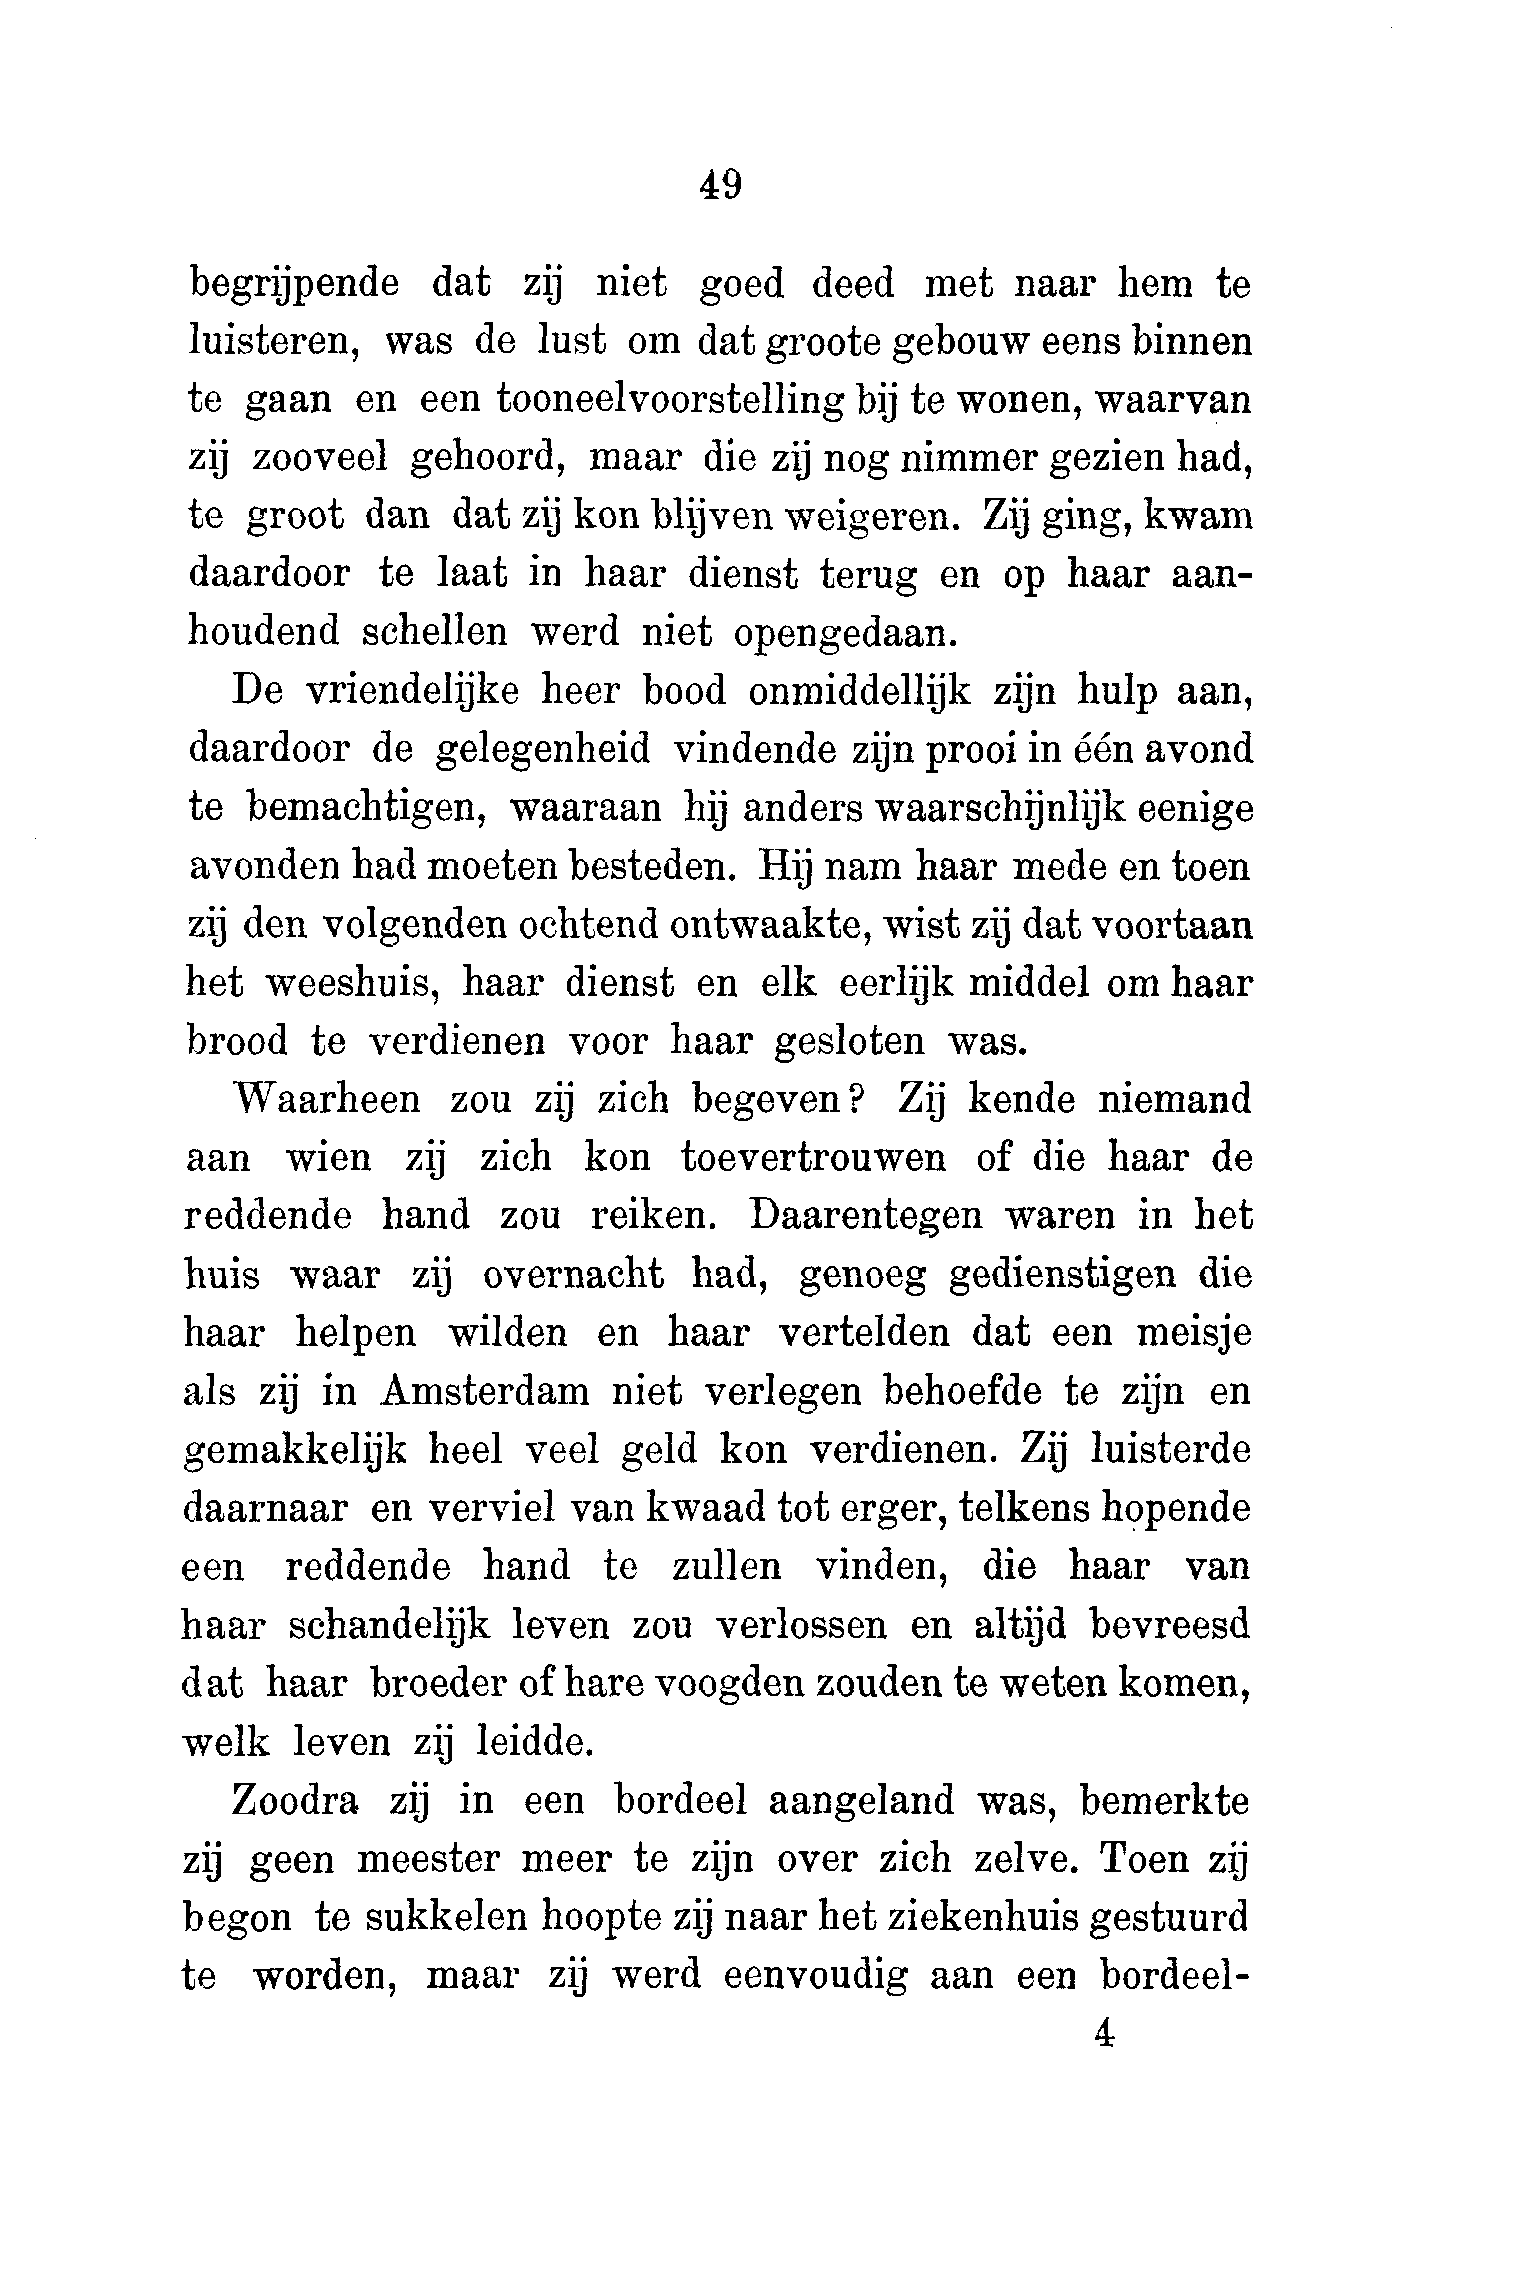 49
begrijpende dat zij niet goed deed met naar hem te
luisteren, was de lust om dat groote gebouw eens binnen
te gaan en een tooneelvoorstelling bij te wonen, waarvan
zij zooveel gehoord, maar die zij nog nimmer gezien had,
te groot dan dat zij kon blijven weigeren. Zij ging, kwam
daardoor te laat in haar dienst terug en op haar aan-
houdend schellen werd niet opengedaan.
De vriendelijke heer bood onmiddellijk zijn hulp aan,
daardoor de gelegenheid vindende zijn prooi in één avond
te bemachtigen, waaraan hij anders waarschijnlijk eenige
avonden had moeten besteden. Hij nam haar mede en toen
zij den volgenden ochtend ontwaakte, wist zij dat voortaan
het weeshuis, haar dienst en elk eerlijk middel om haar
brood te verdienen voor haar gesloten was.
Waarheen zou zij zich begeven? Zij kende niemand
aan wien zij zich kon toevertrouwen of die haar de
reddende hand zou reiken. Daarentegen waren in het
huis waar zij overnacht had, genoeg gedienstigen die
haar helpen wilden en haar vertelden dat een meisje
als zij in Amsterdam niet verlegen behoefde te zijn en
gemakkelijk heel veel geld kon verdienen. Zij luisterde
daarnaar en verviel van kwaad tot erger, telkens hopende
een reddende hand te zullen vinden, die haar van
haar schandelijk leven zou verlossen en altijd bevreesd
dat haar broeder of hare voogden zouden te weten komen,
welk leven zij leidde.
Zoodra zij in een bordeel aangeland was, bemerkte
zij geen meester meer te zijn over zich zelve. Toen zij
begon te sukkelen hoopte zij naar het ziekenhuis gestuurd
te worden, maar zij werd eenvoudig aan een bordeel-
4